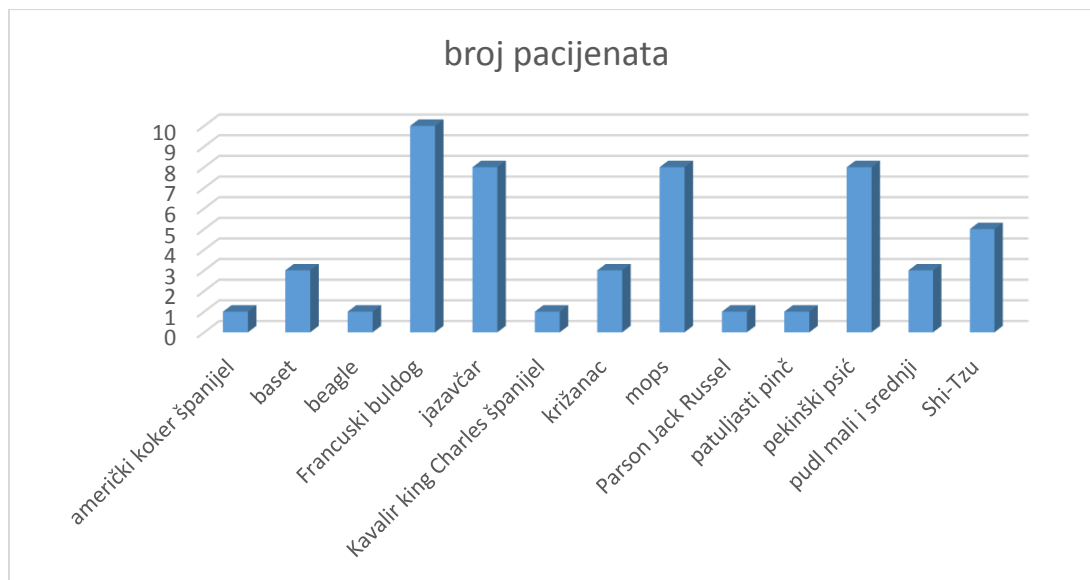 broj pacijenata
10
9
8
7
6
5
4
3
2
1
0
američki koker španijel
baset
beagle
Francuski buldog
jazavčar
Kavalir king Charles španijel
križanac
mops
Parson Jack Russel
patuljasti pinč
pekinški psić
pudl mali i srednji
Shi-Tzu